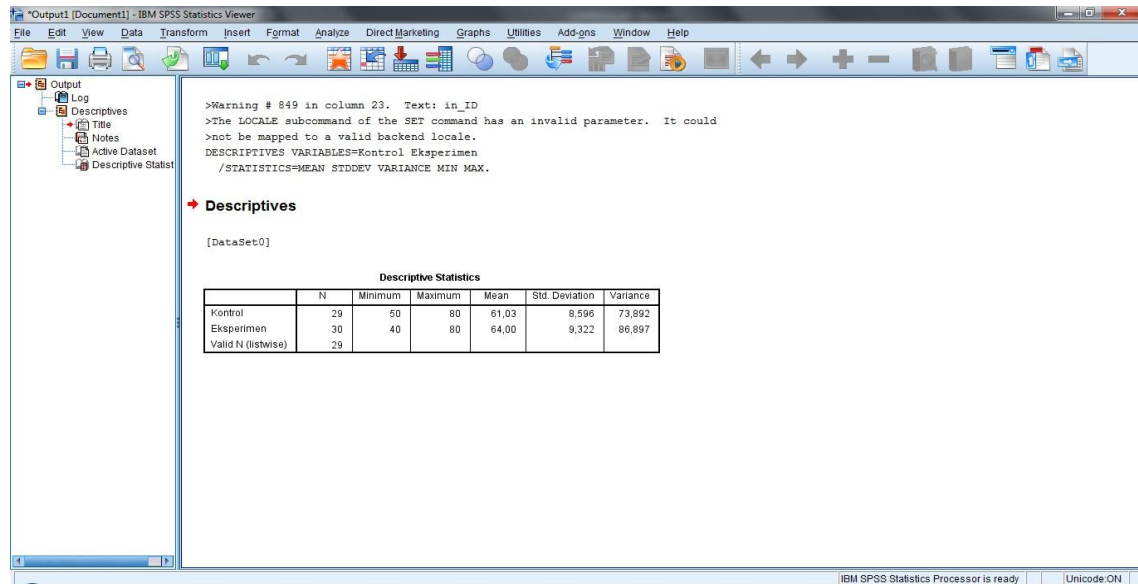 *Output1 [Document1] - IBM SPSS Statistics Viewer
File Edit View Data Transform Insert Format Analyze Direct Marketing Graphs Utilities Add-ons Window Help
Output
Log
Descriptives
Title
Notes
Active Dataset
Descriptive Statist
>Warning # 849 in column 23. Text: in_ID
>The LOCALE subcommand of the SET command has an invalid parameter. It could
>not be mapped to a valid backend locale.
DESCRIPTIVES VARIABLES=Kontrol Eksperimen
/STATISTICS=MEAN STDDEV VARIANCE MIN MAX.
Descriptives
[DataSet0]
Descriptive Statistics
N Minimum Maximum Mean Std. Deviation Variance
Kontrol 29 50 80 61,03 8,596 73,892
Eksperimen 30 40 80 64,00 9,322 86,897
Valid N (listwise) 29
IBM SPSS Statistics Processor is ready Unicode:ON